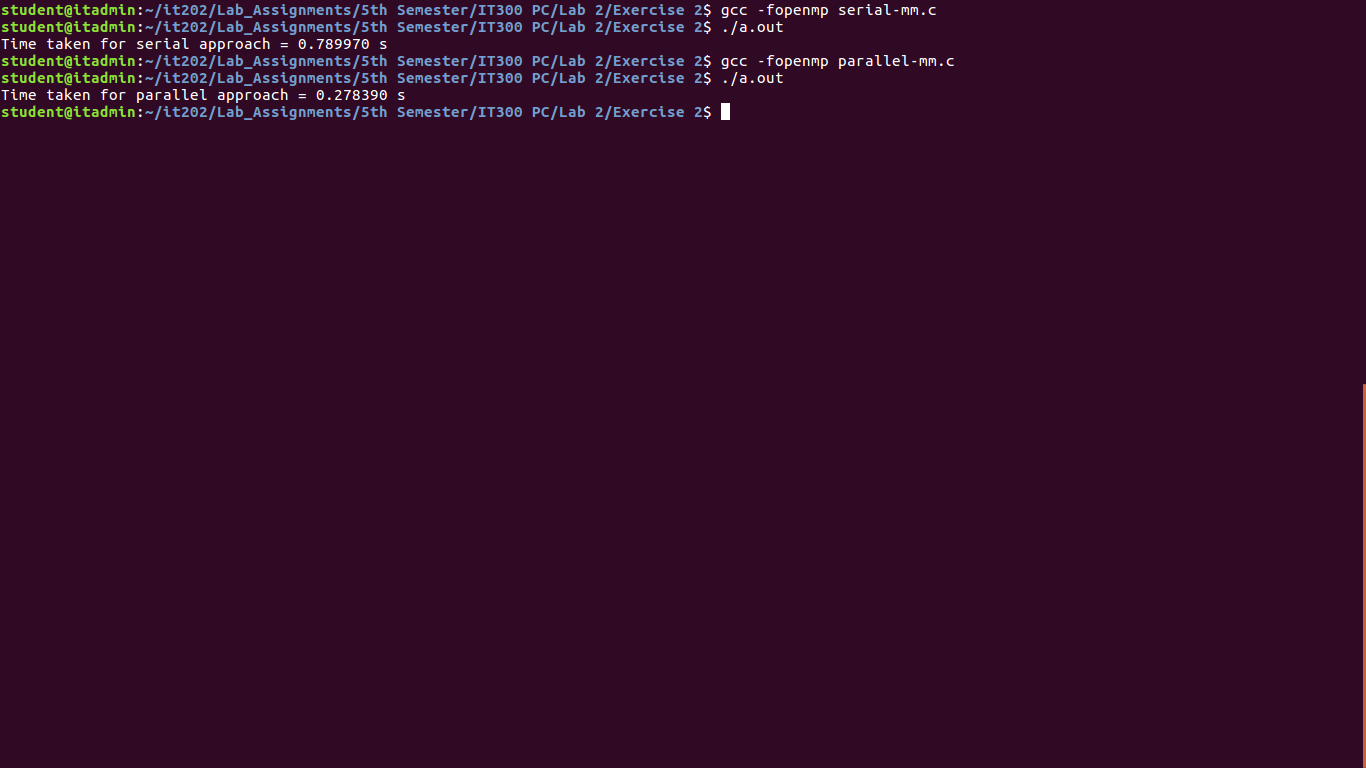 student@itadmin:~/it202/Lab_Assignments/5th Semester/IT300 PC/Lab 2/Exercise 2$ gcc -fopenmp serial-mm.c
student@itadmin:~/it202/Lab_Assignments/5th Semester/IT300 PC/Lab 2/Exercise 2$ ./a.out
Time taken for serial approach = 0.789970 s
student@itadmin:~/it202/Lab_Assignments/5th Semester/IT300 PC/Lab 2/Exercise 2$ gcc -fopenmp parallel-mm.c
student@itadmin:~/it202/Lab_Assignments/5th Semester/IT300 PC/Lab 2/Exercise 2$ ./a.out
Time taken for parallel approach = 0.278390 s
student@itadmin:~/it202/Lab_Assignments/5th Semester/IT300 PC/Lab 2/Exercise 2$